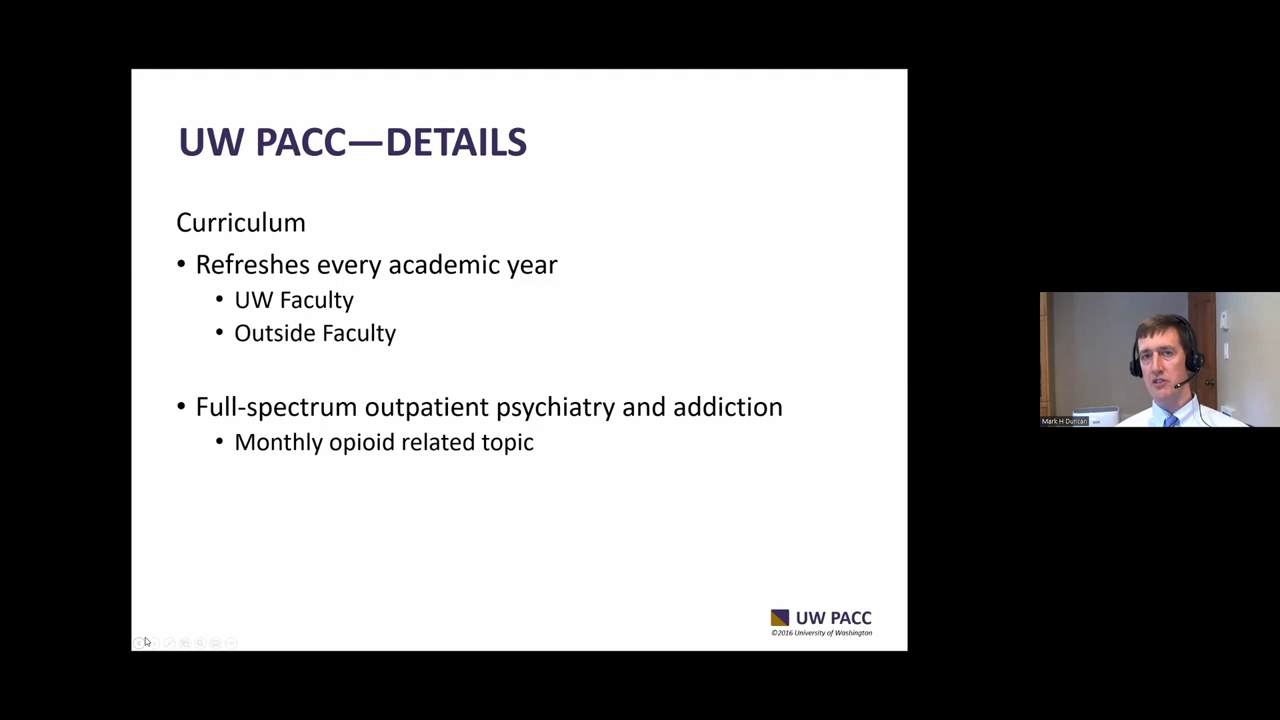 UW PACC—DETAILS
Curriculum
• Refreshes every academic year
• UW Faculty
• Outside Faculty
• Full-spectrum outpatient psychiatry and addiction
• Monthly opioid related topic
UW PACC
©2016 University of Washington
Mark H Duncan